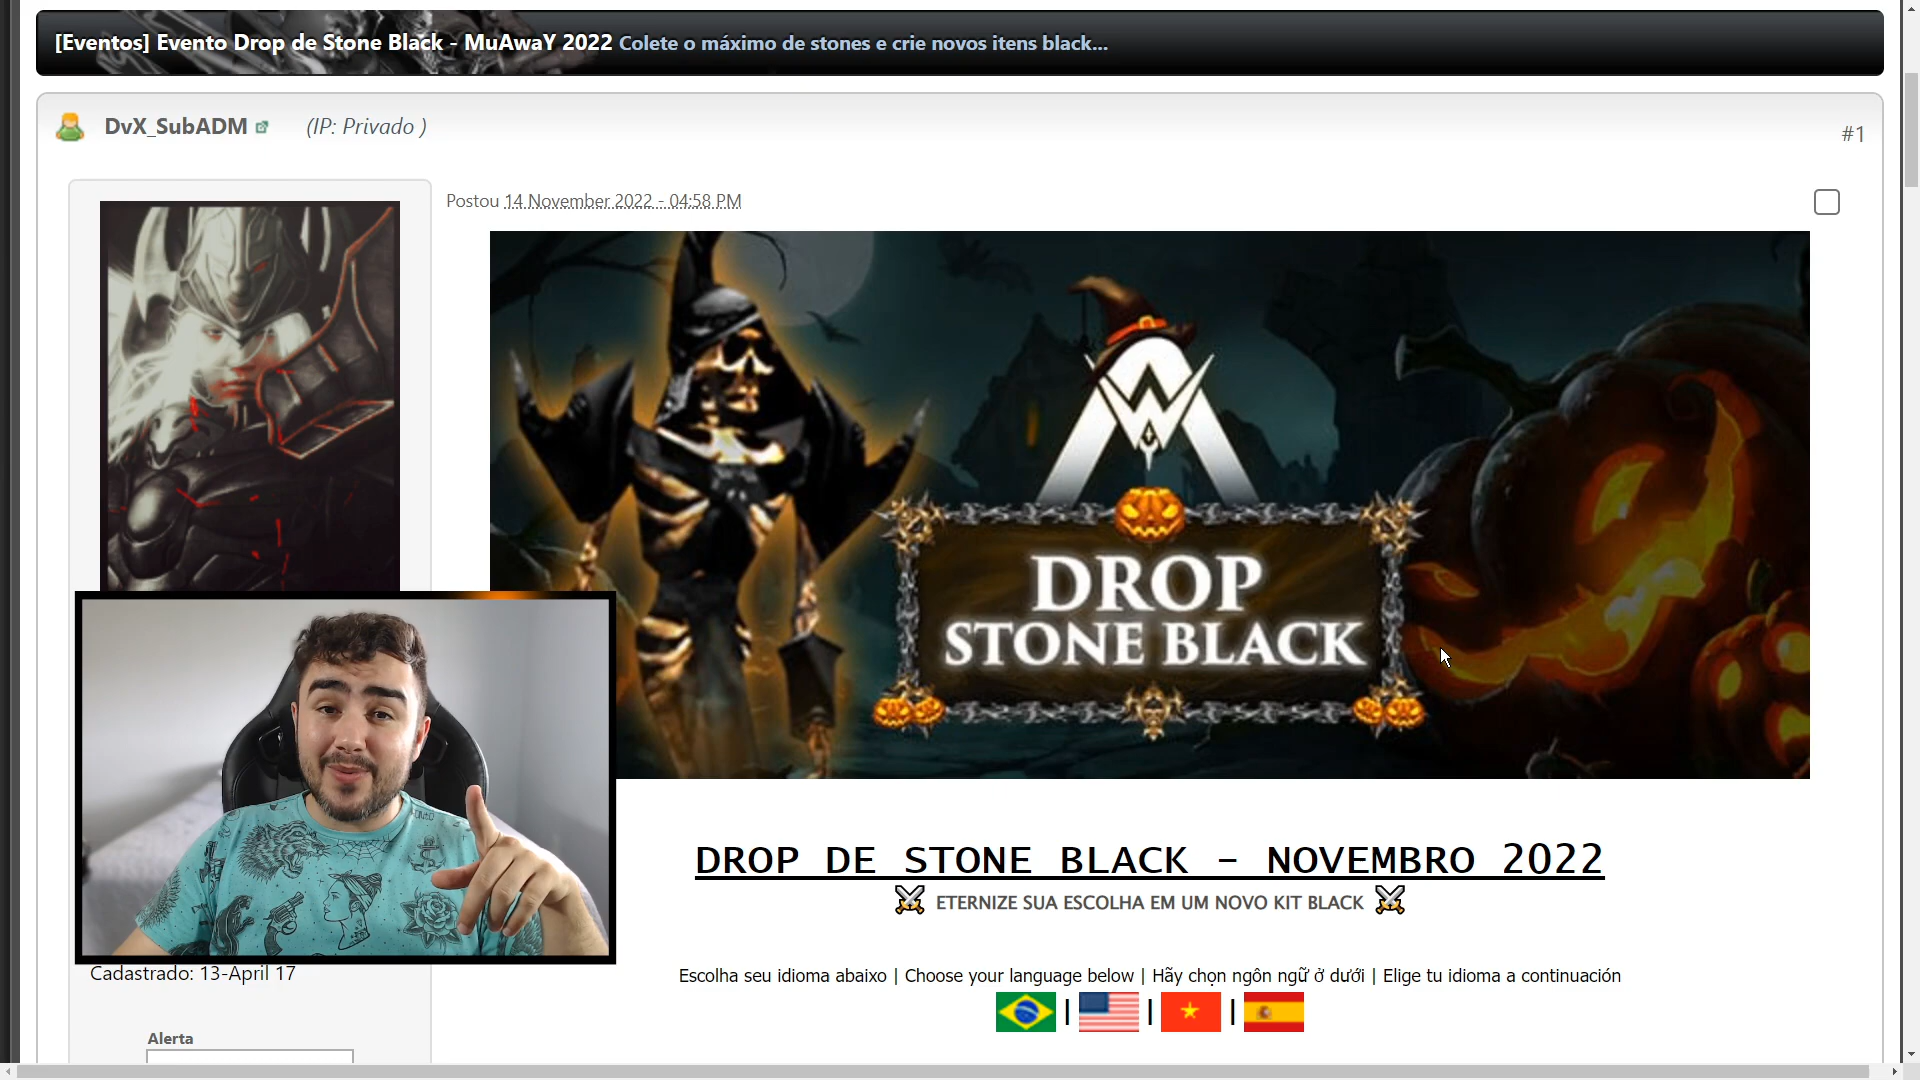 [Eventos] Evento Drop de Stone Black - MuAwaY 2022 Colete o máximo de stones e crie novos itens black...
DvX_SubADM (IP: Privado )
#1
Postou 14 November 2022 - 04:58 PM
DROP
STONE BLACK
DROP DE STONE BLACK - NOVEMBRO 2022
ETERNIZE SUA ESCOLHA EM UM NOVO KIT BLACK
Cadastrado: 13-April 17
Escolha seu idioma abaixo | Choose your language below | Hãy chọn ngôn ngữ ở dưới | Elige tu idioma a continuación
| | |
Alerta